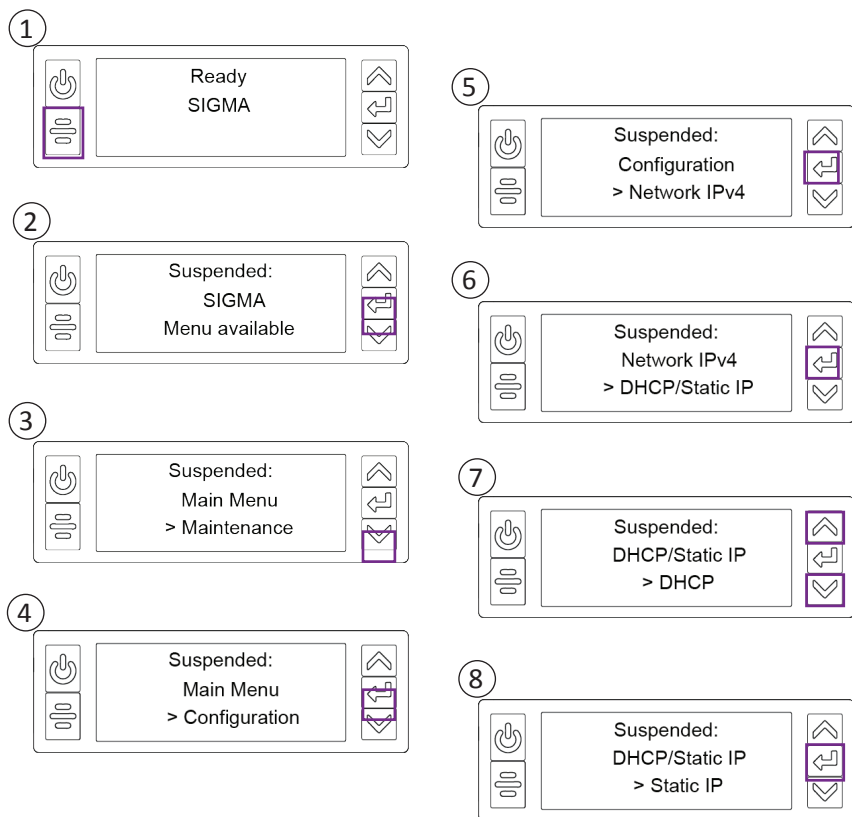 1
Ready
SIGMA
2
Suspended:
SIGMA
Menu available
3
Suspended:
Main Menu
> Maintenance
4
Suspended:
Main Menu
> Configuration
5
Suspended:
Configuration
> Network IPv4
6
Suspended:
Network IPv4
> DHCP/Static IP
7
Suspended:
DHCP/Static IP
> DHCP
8
Suspended:
DHCP/Static IP
> Static IP